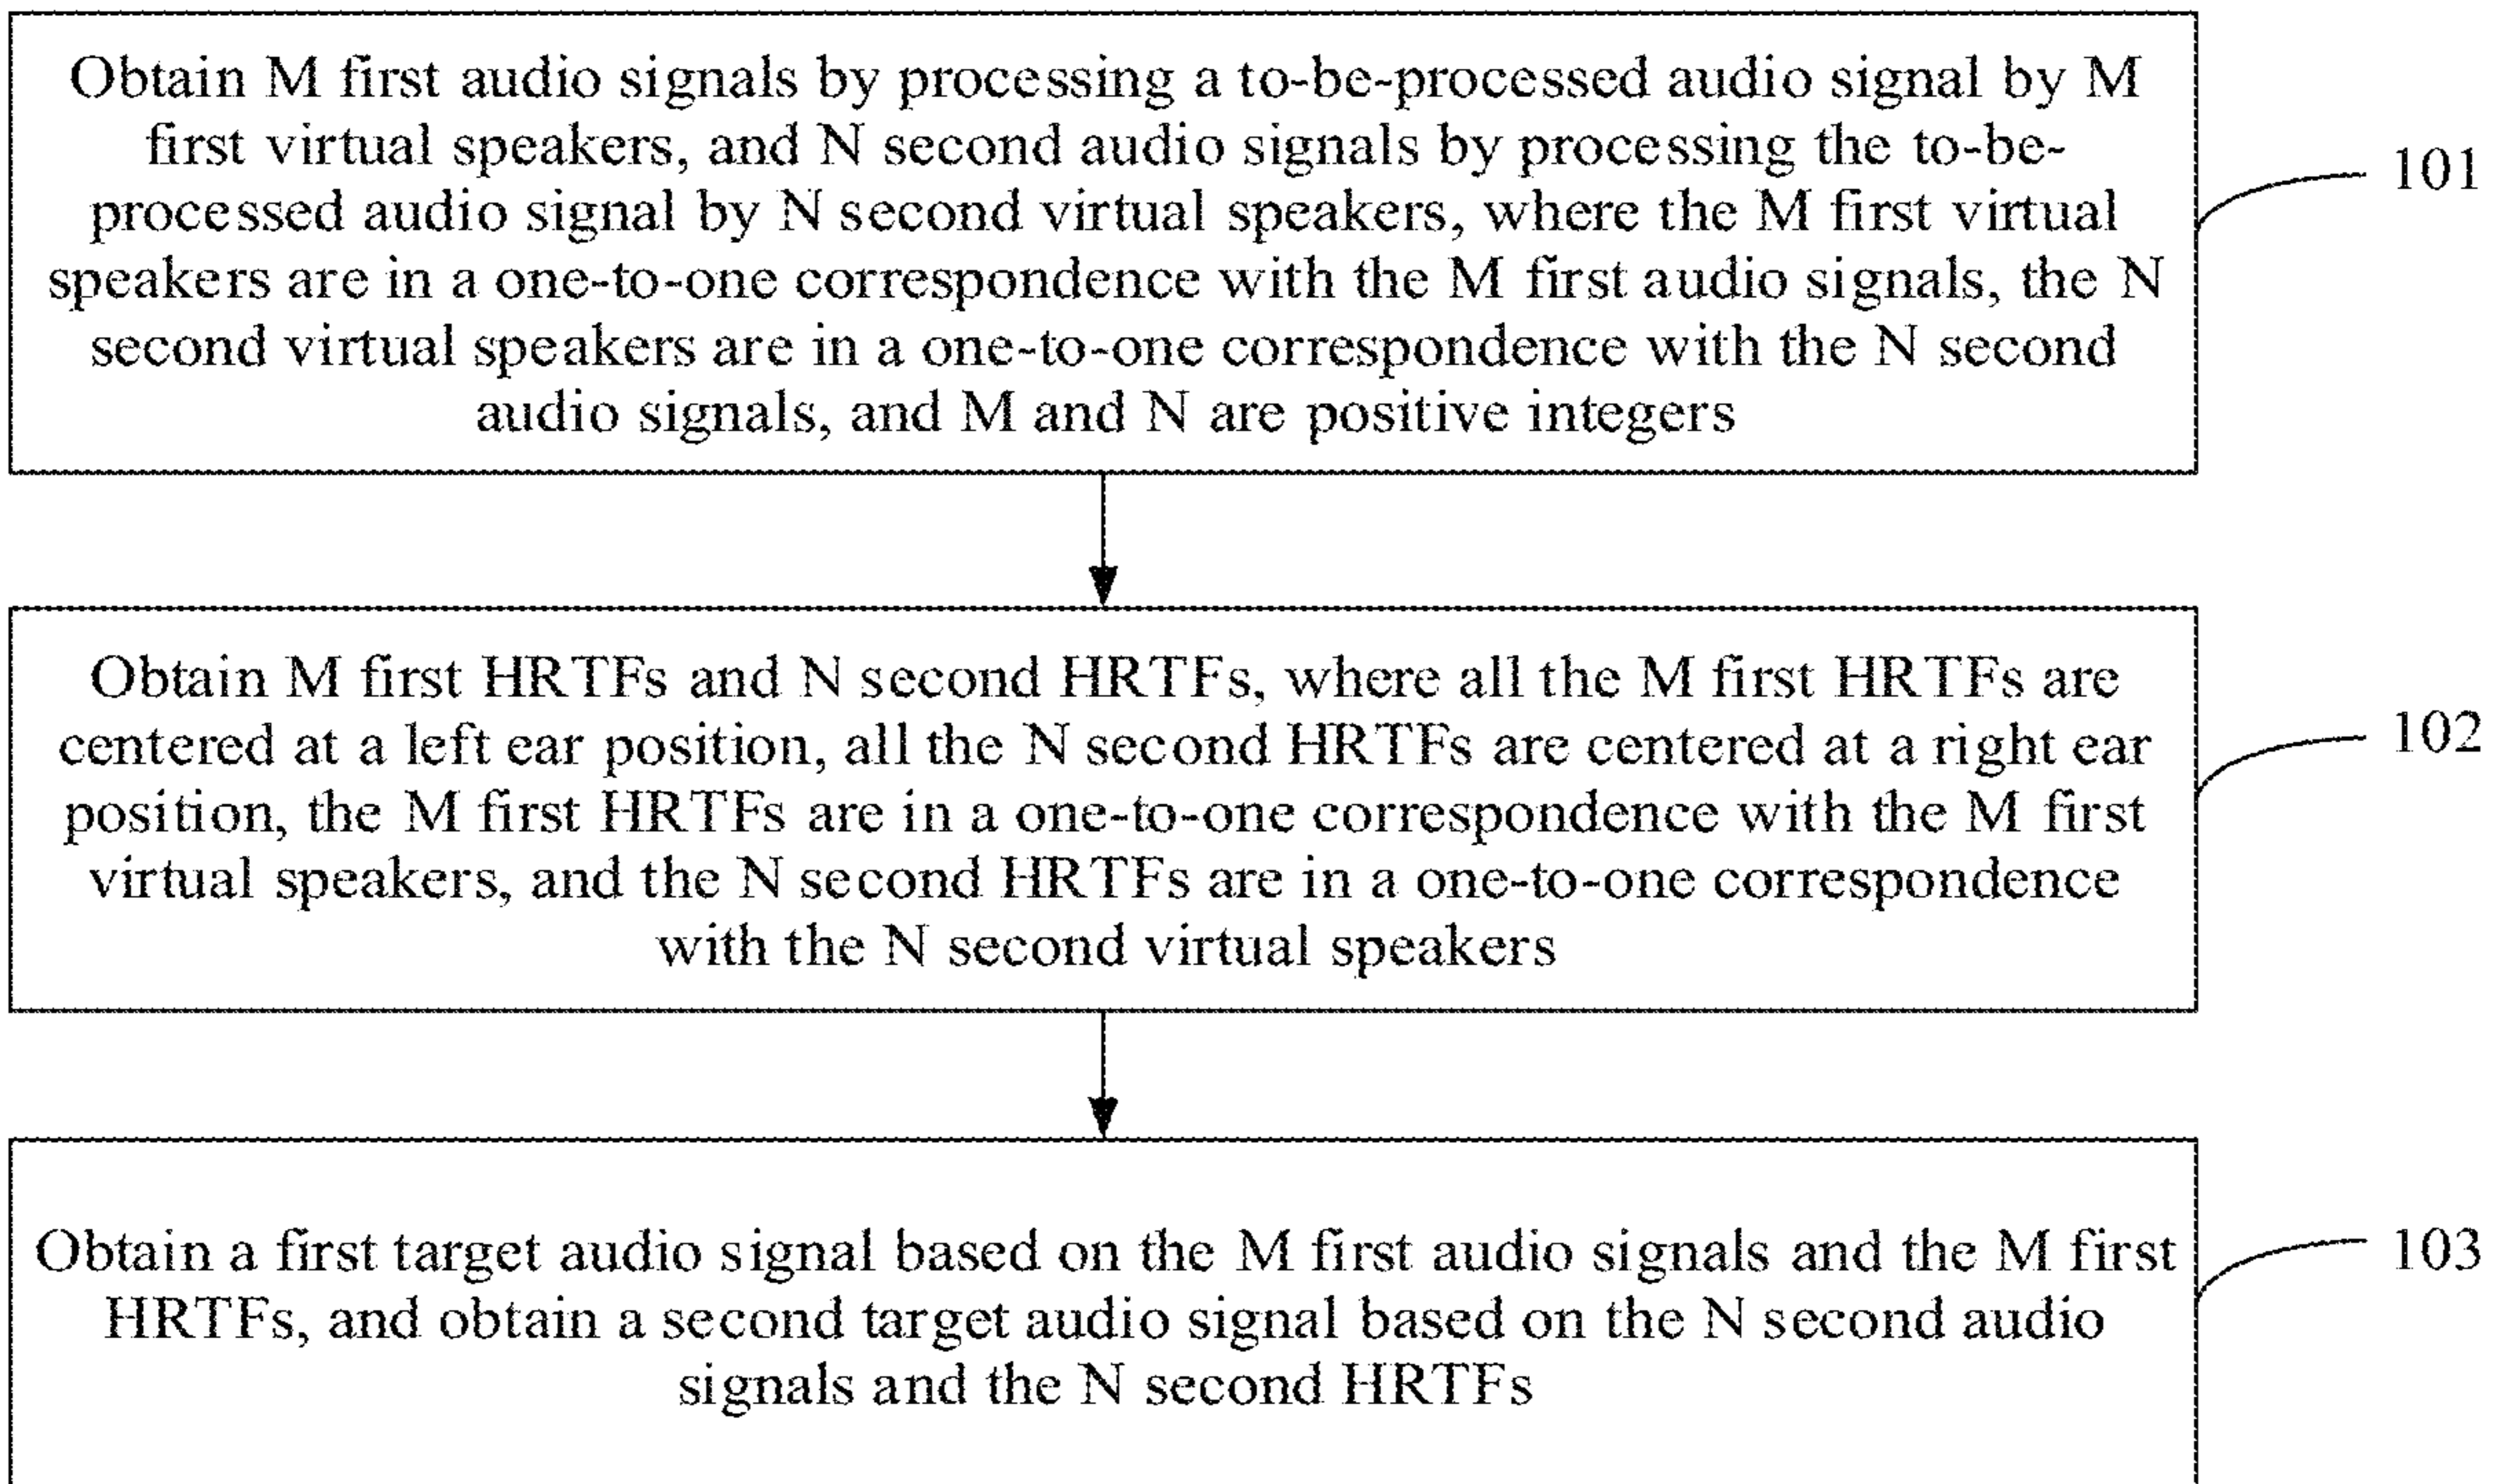 Obtain M first audio signals by processing a to-be-processed audio signal by M
first virtual speakers, and N second audio signals by processing the to-be-
processed audio signal by N second virtual speakers, where the M first virtual
speakers are in a one-to-one correspondence with the M first audio signals, the N
second virtual speakers are in a one-to-one correspondence with the N second
audio signals, and M and N are positive integers
101
Obtain M first HRTFs and N second HRTFs, where all the M first HRTFs are
centered at a left ear position, all the N second HRTFs are centered at a right ear
position, the M first HRTFs are in a one-to-one correspondence with the M first
virtual speakers, and the N second HRTFs are in a one-to-one correspondence
with the N second virtual speakers
102
Obtain a first target audio signal based on the M first audio signals and the M first
HRTFs, and obtain a second target audio signal based on the N second audio
signals and the N second HRTFs
103